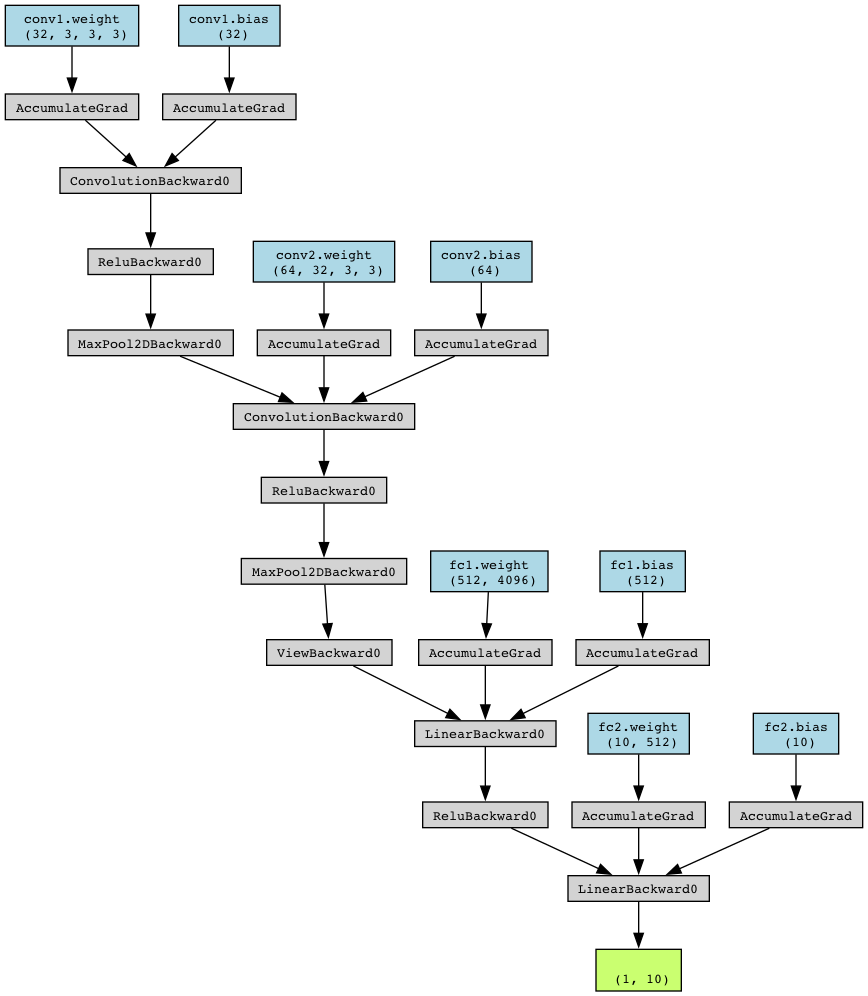 conv1.weight
(32, 3, 3, 3)
conv1.bias
(32)
AccumulateGrad
AccumulateGrad
ConvolutionBackward0
ReluBackward0
conv2.weight
(64, 32, 3, 3)
conv2.bias
(64)
MaxPool2DBackward0
AccumulateGrad
AccumulateGrad
ConvolutionBackward0
ReluBackward0
MaxPool2DBackward0
fc1.weight
(512, 4096)
fc1.bias
(512)
ViewBackward0
AccumulateGrad
AccumulateGrad
LinearBackward0
fc2.weight
(10, 512)
fc2.bias
(10)
ReluBackward0
AccumulateGrad
AccumulateGrad
LinearBackward0
(1, 10)